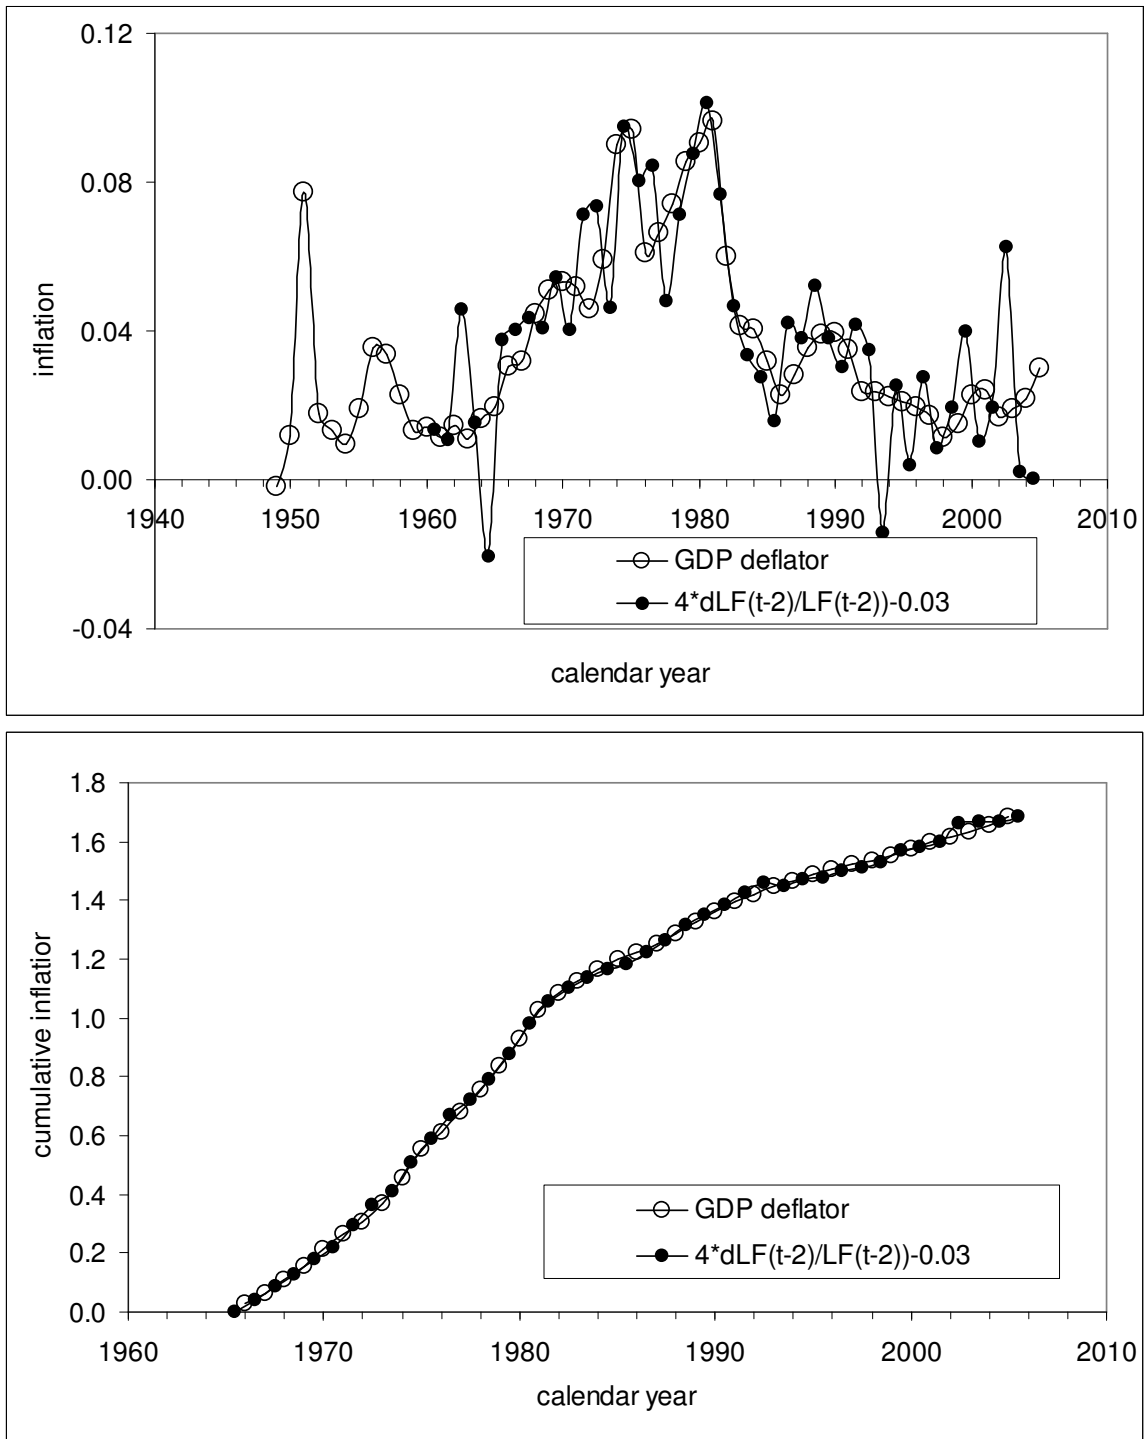 0.12
0.08
0.04
0.00
-0.04
inflation
1940 1950 1960 1970 1980 1990 2000 2010
GDP deflator
4*dLF(t-2)/LF(t-2))-0.03
calendar year
1.8
1.6
1.4
1.2
1.0
0.8
0.6
0.4
0.2
0.0
cumulative inflatior
GDP deflator
4*dLF(t-2)/LF(t-2))-0.03
1960 1970 1980 1990 2000 2010
calendar year